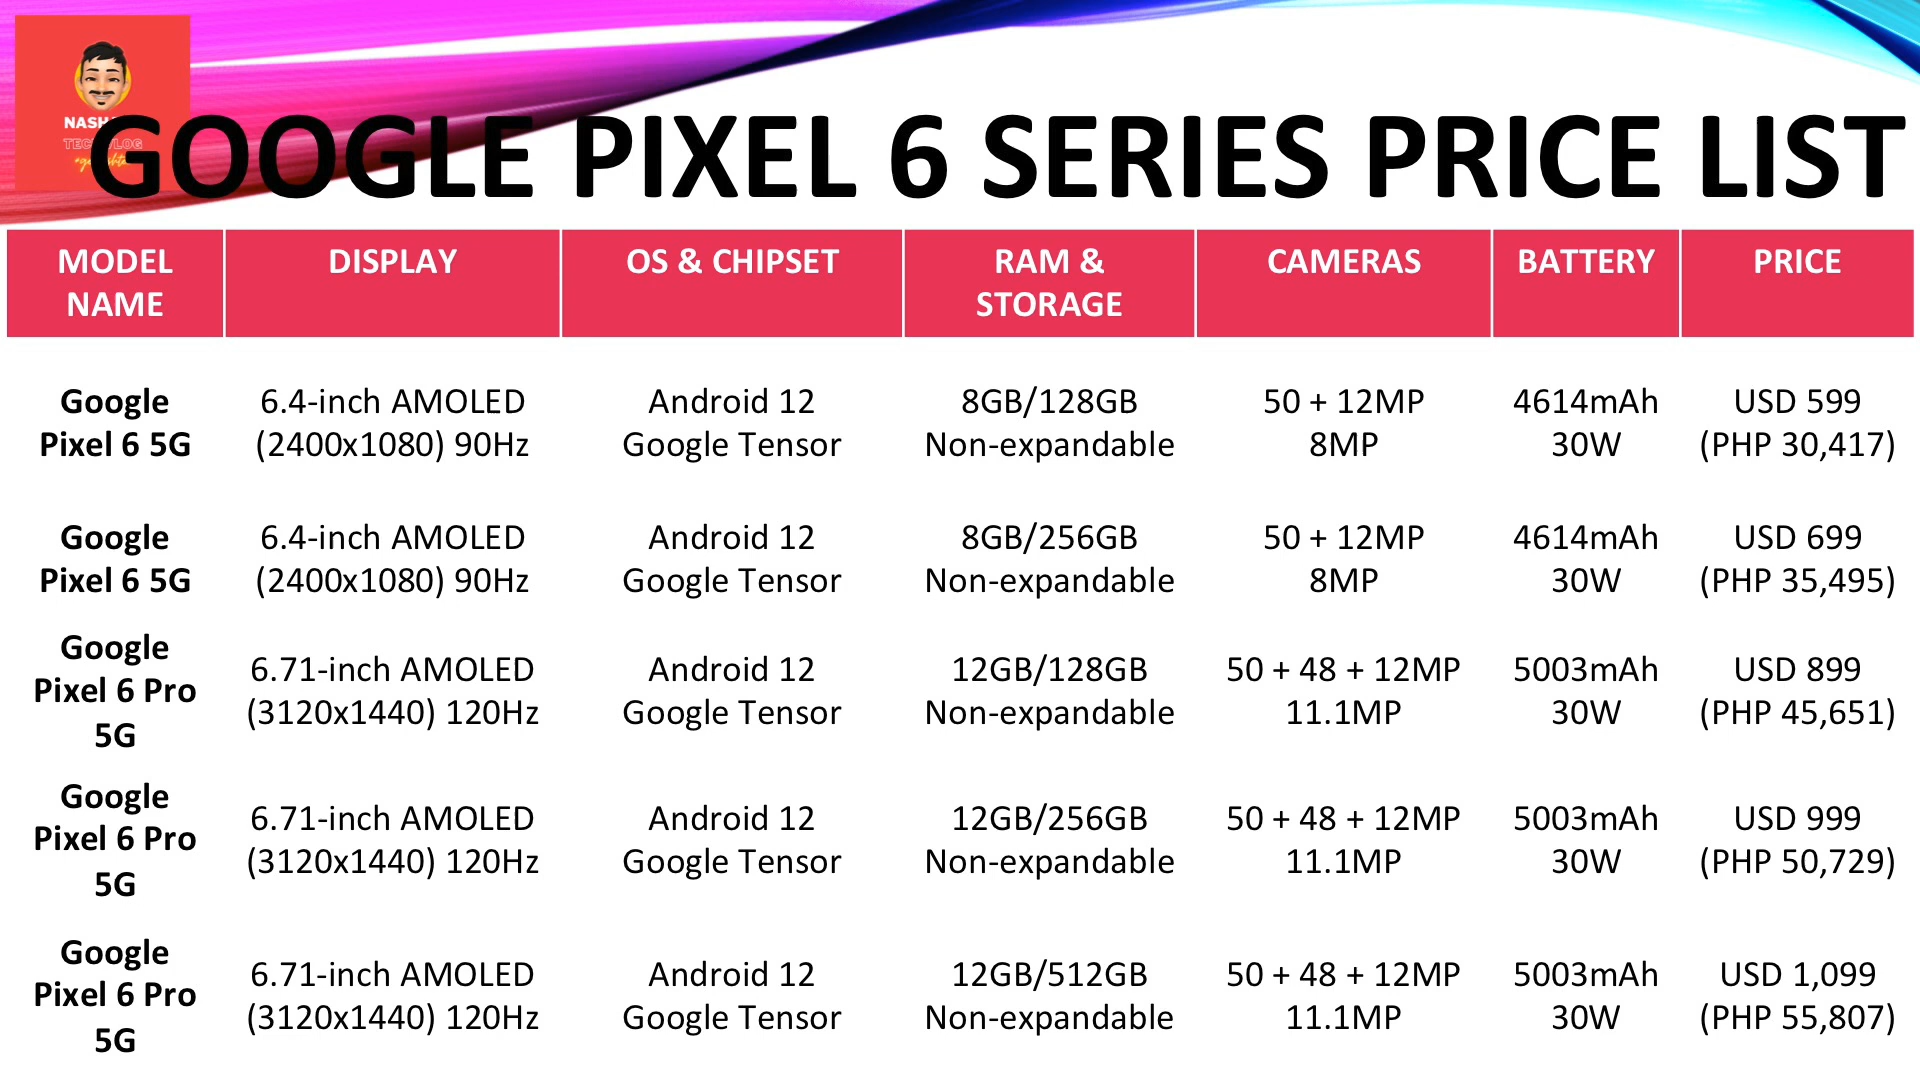 GOOGLE PIXEL 6 SERIES PRICE LIST
MODEL NAME
DISPLAY
OS & CHIPSET
RAM & STORAGE
CAMERAS
BATTERY
PRICE
Google
Pixel 6 5G
6.4-inch AMOLED
(2400x1080) 90Hz
Android 12
Google Tensor
8GB/128GB
Non-expandable
50 + 12MP
8MP
4614mAh
30W
USD 599
(PHP 30,417)
Google
Pixel 6 5G
6.4-inch AMOLED
(2400x1080) 90Hz
Android 12
Google Tensor
8GB/256GB
Non-expandable
50 + 12MP
8MP
4614mAh
30W
USD 699
(PHP 35,495)
Google
Pixel 6 Pro
5G
6.71-inch AMOLED
(3120x1440) 120Hz
Android 12
Google Tensor
12GB/128GB
Non-expandable
50 + 48 + 12MP
11.1MP
5003mAh
30W
USD 899
(PHP 45,651)
Google
Pixel 6 Pro
5G
6.71-inch AMOLED
(3120x1440) 120Hz
Android 12
Google Tensor
12GB/256GB
Non-expandable
50 + 48 + 12MP
11.1MP
5003mAh
30W
USD 999
(PHP 50,729)
Google
Pixel 6 Pro
5G
6.71-inch AMOLED
(3120x1440) 120Hz
Android 12
Google Tensor
12GB/512GB
Non-expandable
50 + 48 + 12MP
11.1MP
5003mAh
30W
USD 1,099
(PHP 55,807)